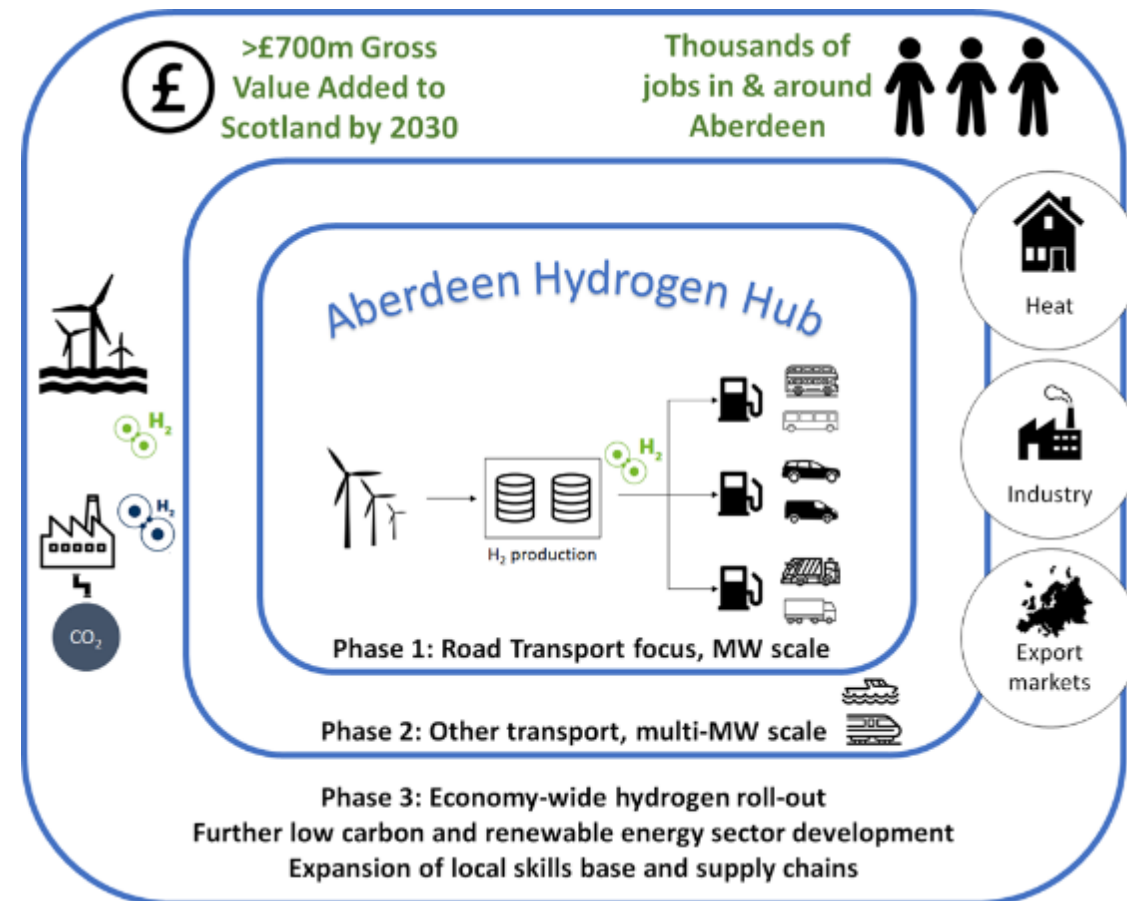 >£700m Gross
Value Added to
Scotland by 2030
Thousands of
jobs in & around
Aberdeen
£
Aberdeen Hydrogen Hub
Heat
H₂
H₂
H₂ production
Industry
H₂
CO₂
Export
markets
Phase 1: Road Transport focus, MW scale
Phase 2: Other transport, multi-MW scale
Phase 3: Economy-wide hydrogen roll-out
Further low carbon and renewable energy sector development
Expansion of local skills base and supply chains